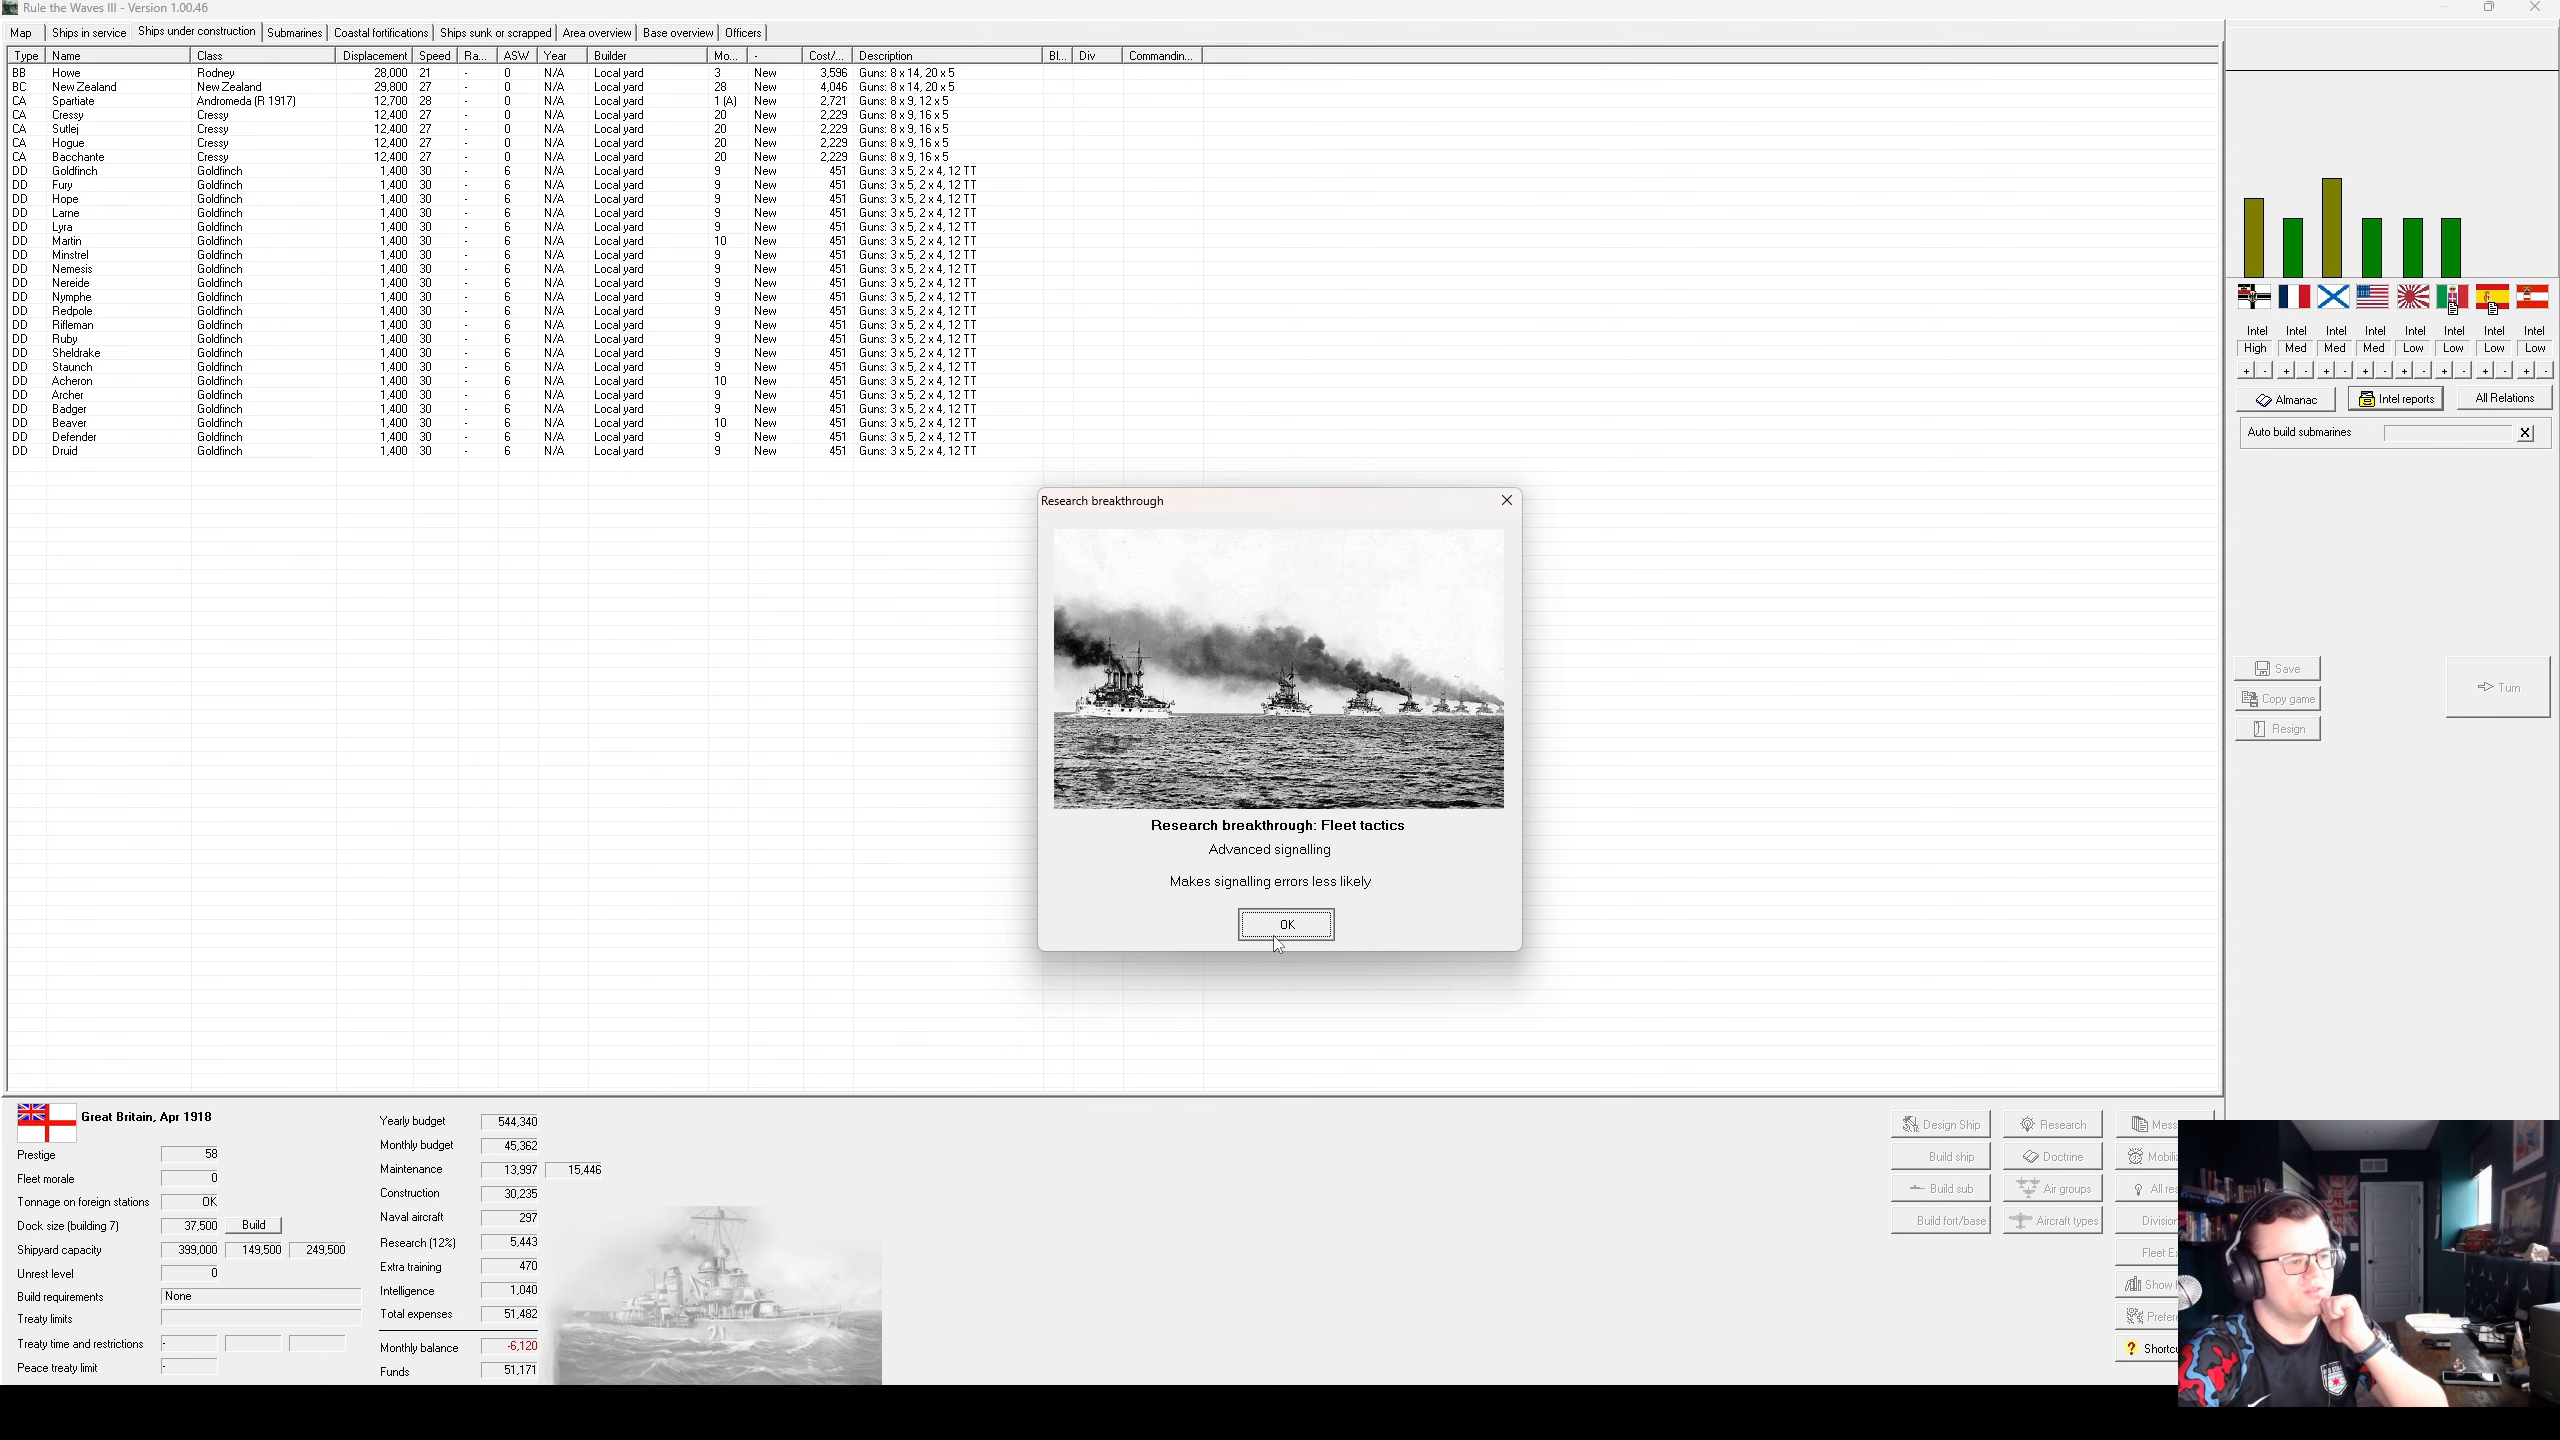 Rule the Waves III - Version 1.00.46
Map Ships in service Ships under construction Submarines Coastal fortifications Ships sunk or scrapped Area overview Base overview Officers
Type Name Class Displacement Speed Ra... ASW Year Builder Mo... - Cost/... Description Bl... Div Commandin...
BB Howe Rodney 28,000 21 - 0 N/A Local yard 3 New 3,596 Guns: 8 x 14, 20 x 5
BC New Zealand New Zealand 29,800 27 - 0 N/A Local yard 28 New 4,046 Guns: 8 x 14, 20 x 5
CA Spartiate Andromeda (R 1917) 12,700 28 - 0 N/A Local yard 1 (A) New 2,721 Guns: 8 x 9, 12 x 5
CA Cressy Cressy 12,400 27 - 0 N/A Local yard 20 New 2,229 Guns: 8 x 9, 16 x 5
CA Sutlej Cressy 12,400 27 - 0 N/A Local yard 20 New 2,229 Guns: 8 x 9, 16 x 5
CA Hogue Cressy 12,400 27 - 0 N/A Local yard 20 New 2,229 Guns: 8 x 9, 16 x 5
CA Bacchante Cressy 12,400 27 - 0 N/A Local yard 20 New 2,229 Guns: 8 x 9, 16 x 5
DD Goldfinch Goldfinch 1,400 30 - 6 N/A Local yard 9 New 451 Guns: 3 x 5, 2 x 4, 12 TT
DD Fury Goldfinch 1,400 30 - 6 N/A Local yard 9 New 451 Guns: 3 x 5, 2 x 4, 12 TT
DD Hope Goldfinch 1,400 30 - 6 N/A Local yard 9 New 451 Guns: 3 x 5, 2 x 4, 12 TT
DD Larne Goldfinch 1,400 30 - 6 N/A Local yard 9 New 451 Guns: 3 x 5, 2 x 4, 12 TT
DD Lyra Goldfinch 1,400 30 - 6 N/A Local yard 9 New 451 Guns: 3 x 5, 2 x 4, 12 TT
DD Martin Goldfinch 1,400 30 - 6 N/A Local yard 10 New 451 Guns: 3 x 5, 2 x 4, 12 TT
DD Minstrel Goldfinch 1,400 30 - 6 N/A Local yard 9 New 451 Guns: 3 x 5, 2 x 4, 12 TT
DD Nemesis Goldfinch 1,400 30 - 6 N/A Local yard 9 New 451 Guns: 3 x 5, 2 x 4, 12 TT
DD Nereide Goldfinch 1,400 30 - 6 N/A Local yard 9 New 451 Guns: 3 x 5, 2 x 4, 12 TT
DD Nymphe Goldfinch 1,400 30 - 6 N/A Local yard 9 New 451 Guns: 3 x 5, 2 x 4, 12 TT
DD Redpole Goldfinch 1,400 30 - 6 N/A Local yard 9 New 451 Guns: 3 x 5, 2 x 4, 12 TT
DD Rifleman Goldfinch 1,400 30 - 6 N/A Local yard 9 New 451 Guns: 3 x 5, 2 x 4, 12 TT
DD Ruby Goldfinch 1,400 30 - 6 N/A Local yard 9 New 451 Guns: 3 x 5, 2 x 4, 12 TT
DD Sheldrake Goldfinch 1,400 30 - 6 N/A Local yard 9 New 451 Guns: 3 x 5, 2 x 4, 12 TT
DD Staunch Goldfinch 1,400 30 - 6 N/A Local yard 9 New 451 Guns: 3 x 5, 2 x 4, 12 TT
DD Acheron Goldfinch 1,400 30 - 6 N/A Local yard 10 New 451 Guns: 3 x 5, 2 x 4, 12 TT
DD Archer Goldfinch 1,400 30 - 6 N/A Local yard 9 New 451 Guns: 3 x 5, 2 x 4, 12 TT
DD Badger Goldfinch 1,400 30 - 6 N/A Local yard 9 New 451 Guns: 3 x 5, 2 x 4, 12 TT
DD Beaver Goldfinch 1,400 30 - 6 N/A Local yard 10 New 451 Guns: 3 x 5, 2 x 4, 12 TT
DD Defender Goldfinch 1,400 30 - 6 N/A Local yard 9 New 451 Guns: 3 x 5, 2 x 4, 12 TT
DD Druid Goldfinch 1,400 30 - 6 N/A Local yard 9 New 451 Guns: 3 x 5, 2 x 4, 12 TT
Intel Intel Intel Intel Intel Intel Intel Intel
High Med Med Med Low Low Low Low
+ - + - + - + - + - + - + - + -
Almanac Intel reports All Relations
Auto build submarines X
Save
Copy game
Resign
Turn
Research breakthrough
Research breakthrough: Fleet tactics
Advanced signalling
Makes signalling errors less likely
OK
Great Britain, Apr 1918
Prestige 58
Fleet morale 0
Tonnage on foreign stations OK
Dock size (building 7) 37,500 Build
Shipyard capacity 399,000 149,500 249,500
Unrest level 0
Build requirements None
Treaty limits
Treaty time and restrictions -
Peace treaty limit -
Yearly budget 544,340
Monthly budget 45,362
Maintenance 13,997 15,446
Construction 30,235
Naval aircraft 297
Research (12%) 5,443
Extra training 470
Intelligence 1,040
Total expenses 51,482
Monthly balance -6,120
Funds 51,171
Design Ship Research Mess
Build ship Doctrine Mobiliz
Build sub Air groups All res
Build fort/base Aircraft types Division
Fleet Ex
Show
Prefere
? Shortcu